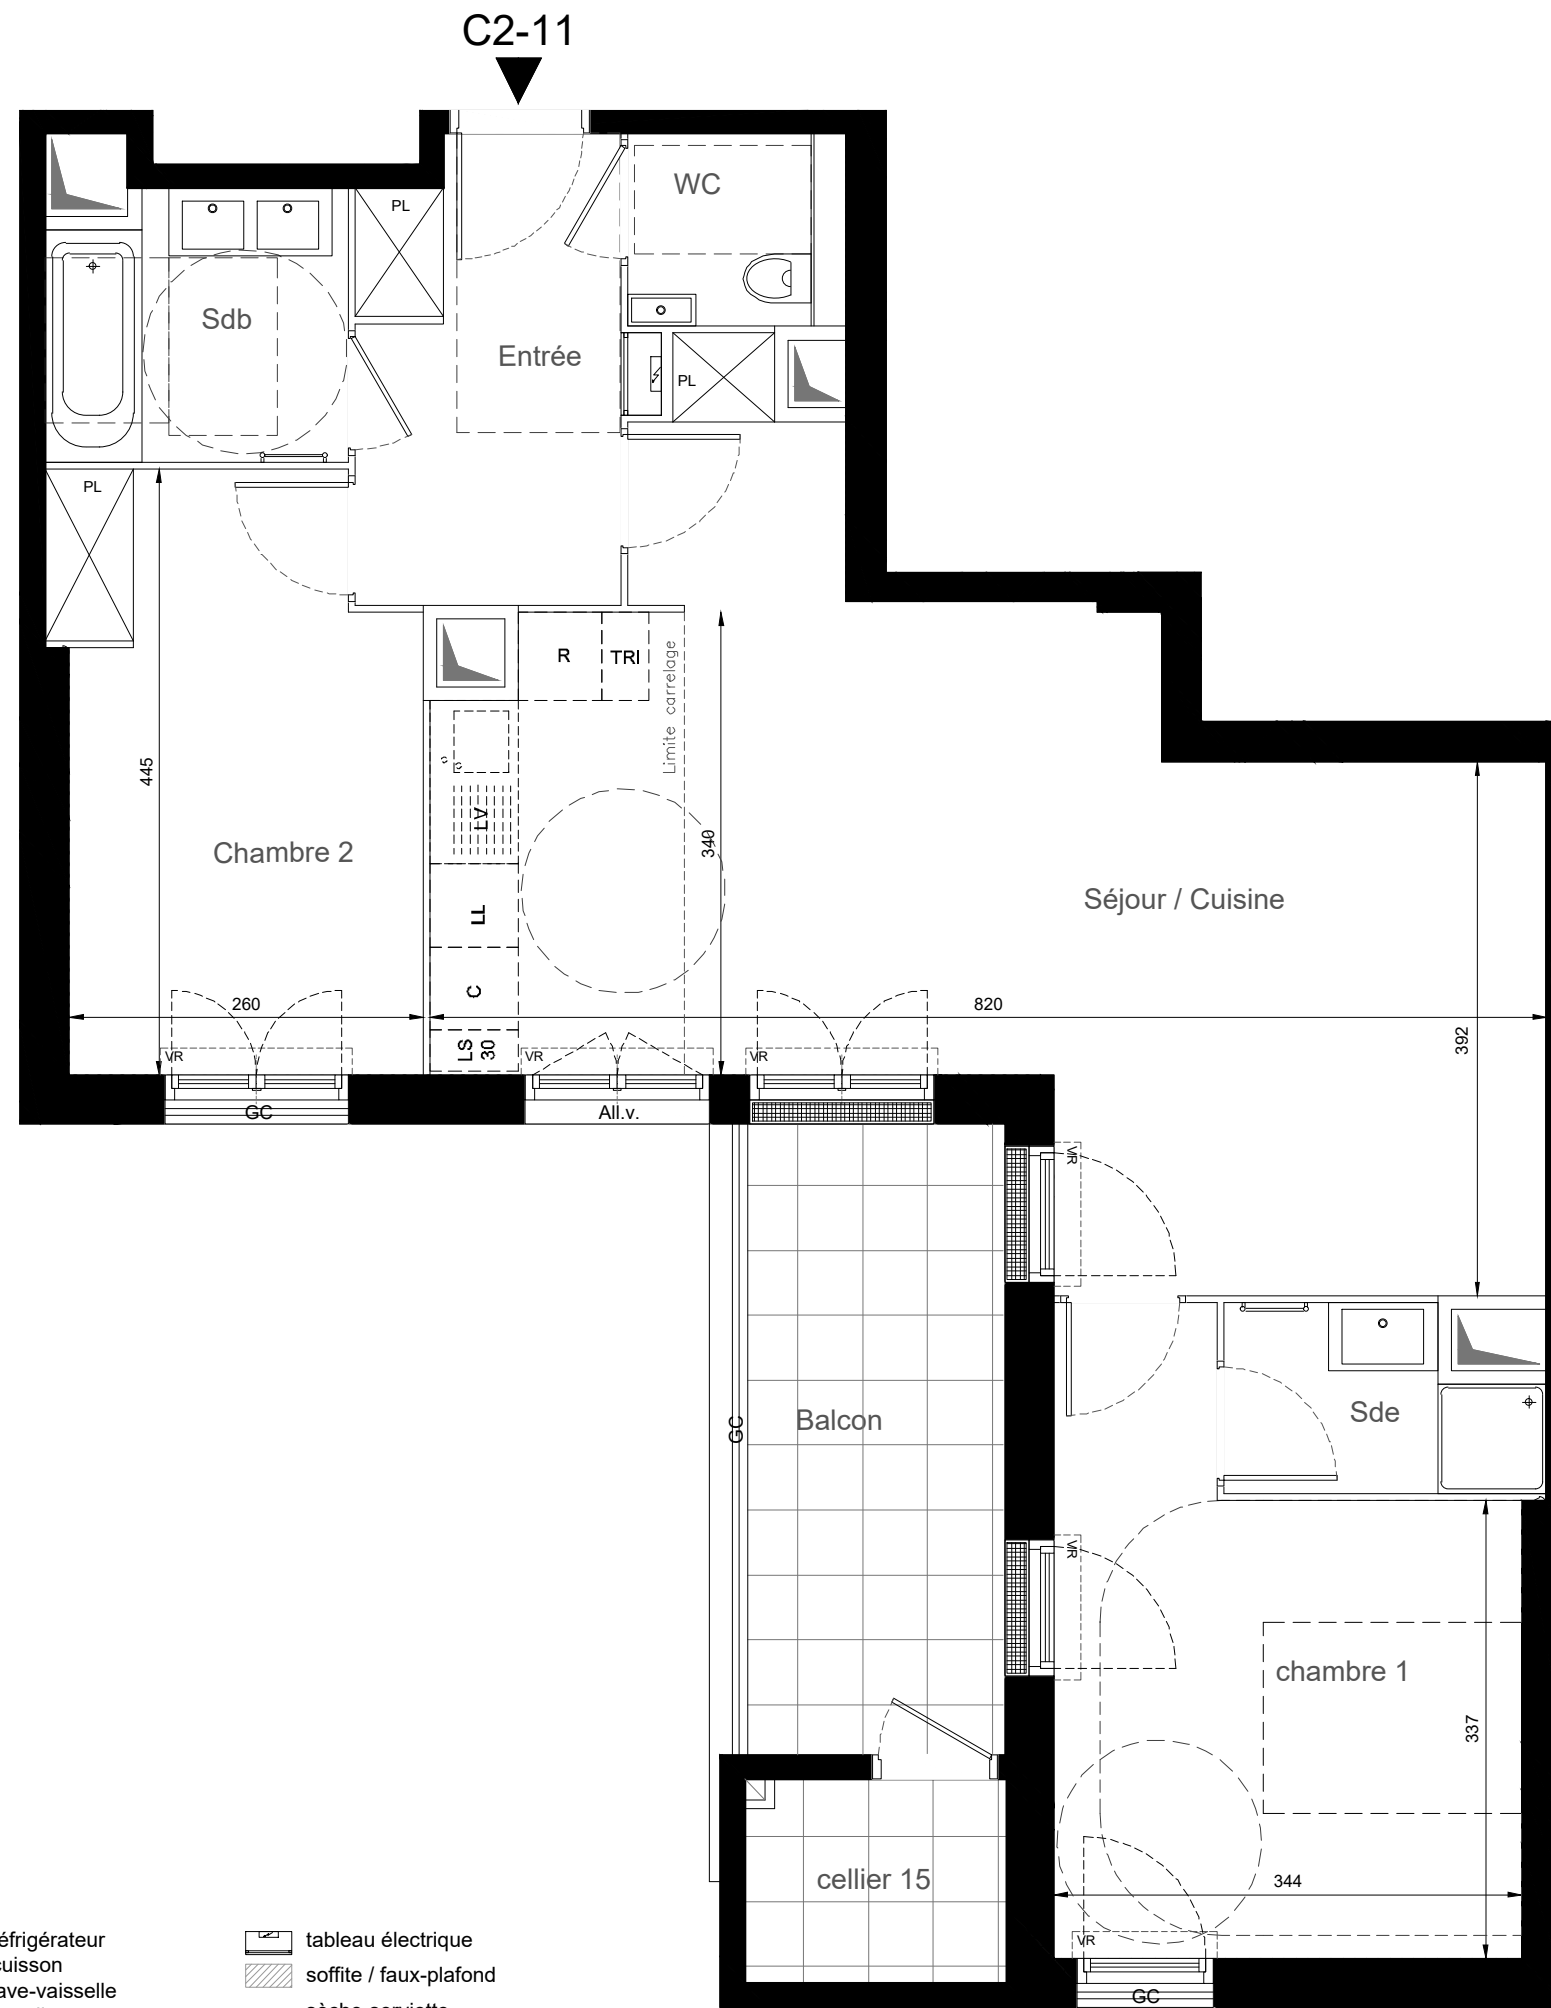 C2-11
WC
PL
Sdb
Entrée
PL
PL
R
TRI
Limite carrelage
445
LV
340
Chambre 2
Séjour / Cuisine
LL
C
260
820
392
LS
30
VR
VR
VR
GC
All.v.
VR
Balcon
GC
Sde
VR
chambre 1
337
cellier 15
344
VR
GC
éfrigérateur
cuisson
ave-vaisselle
tableau électrique
soffite / faux-plafond